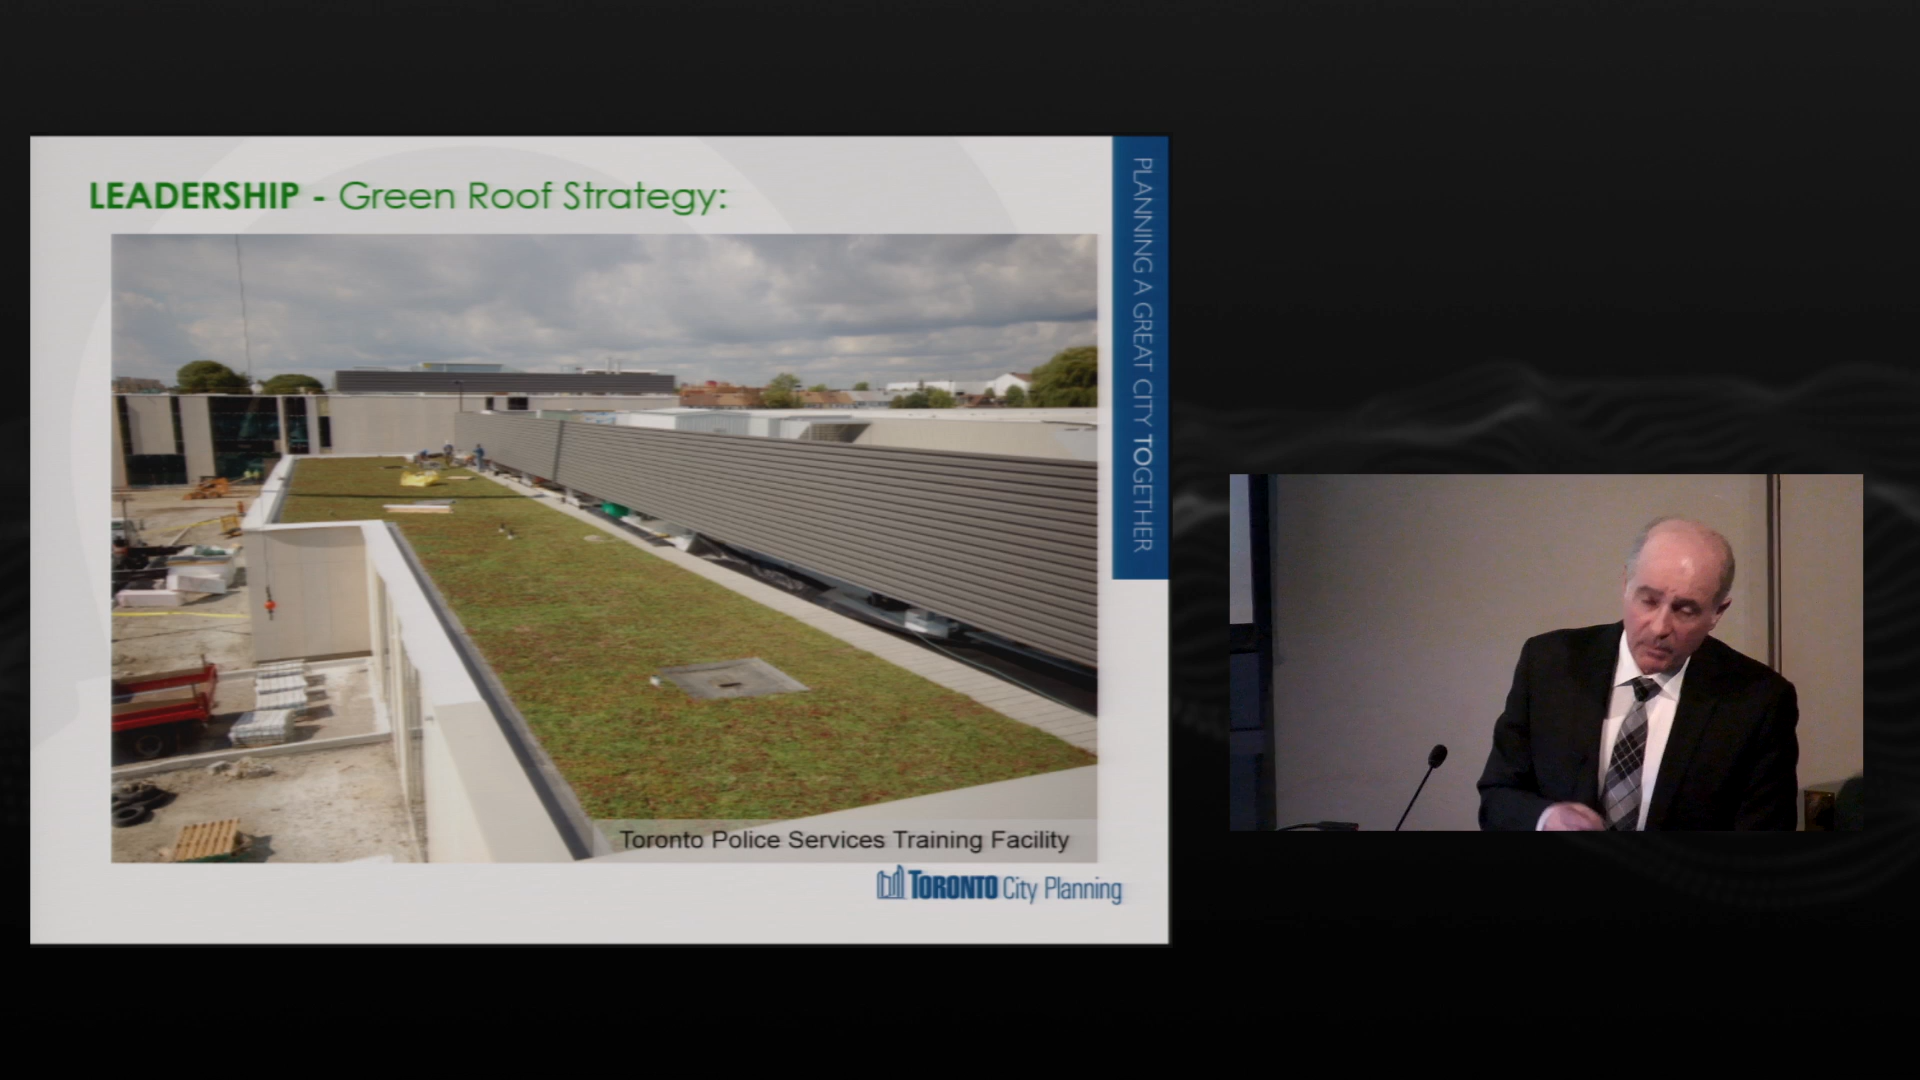 LEADERSHIP - Green Roof Strategy:
PLANNING A GREAT CITY TOGETHER
Toronto Police Services Training Facility
TORONTO City Planning